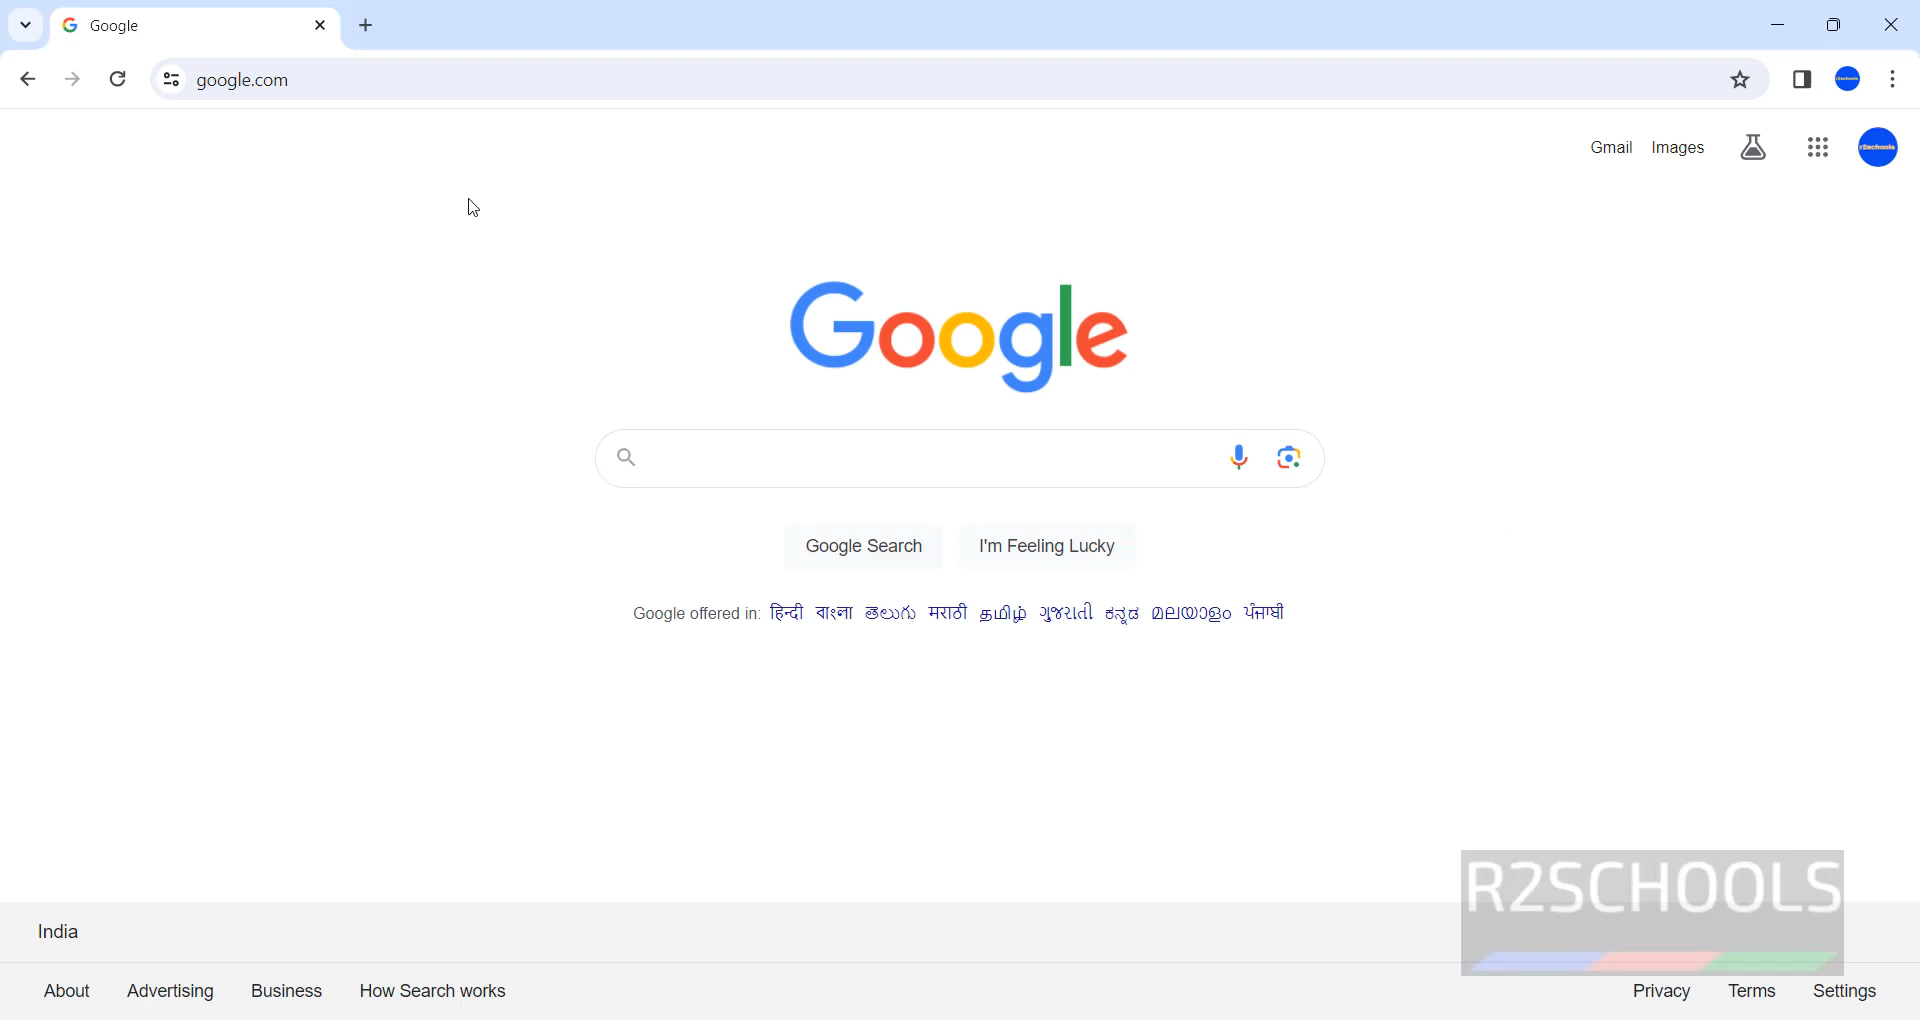 Google
google.com
Gmail Images
r2schools
Google
Google Search I'm Feeling Lucky
Google offered in: हिन्दी বাংলা తెలుగు मराठी தமிழ் ગુજરાતી ಕನ್ನಡ മലയാളം ਪੰਜਾਬੀ
R2SCHOOLS
India
About Advertising Business How Search works Privacy Terms Settings